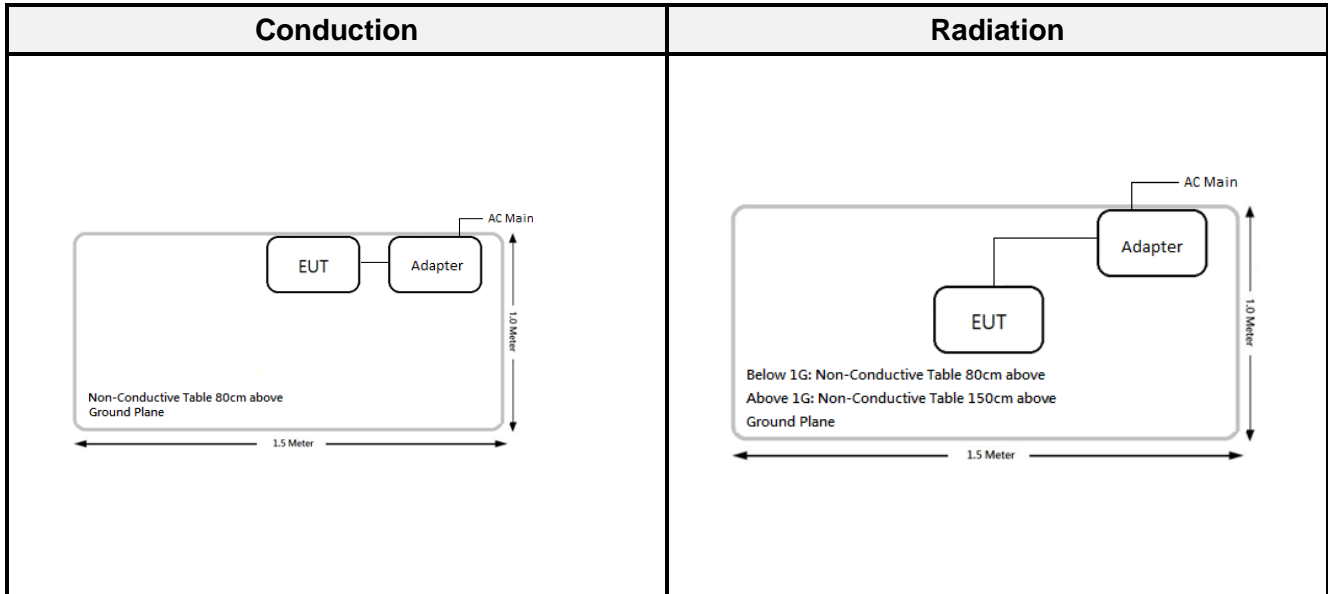 Conduction
Radiation
AC Main
EUT
Adapter
1.0 Meter
Non-Conductive Table 80cm above
Ground Plane
1.5 Meter
AC Main
Adapter
EUT
1.0 Meter
Below 1G: Non-Conductive Table 80cm above
Above 1G: Non-Conductive Table 150cm above
Ground Plane
1.5 Meter